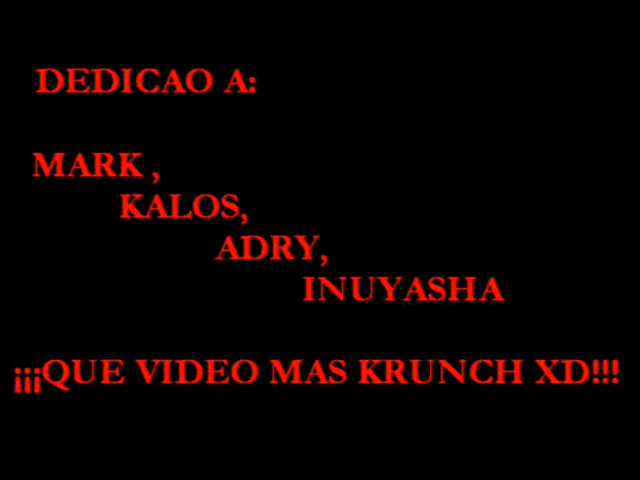 DEDICAO A:
MARK ,
KALOS,
ADRY,
INUYASHA
¡¡¡QUE VIDEO MAS KRUNCH XD!!!